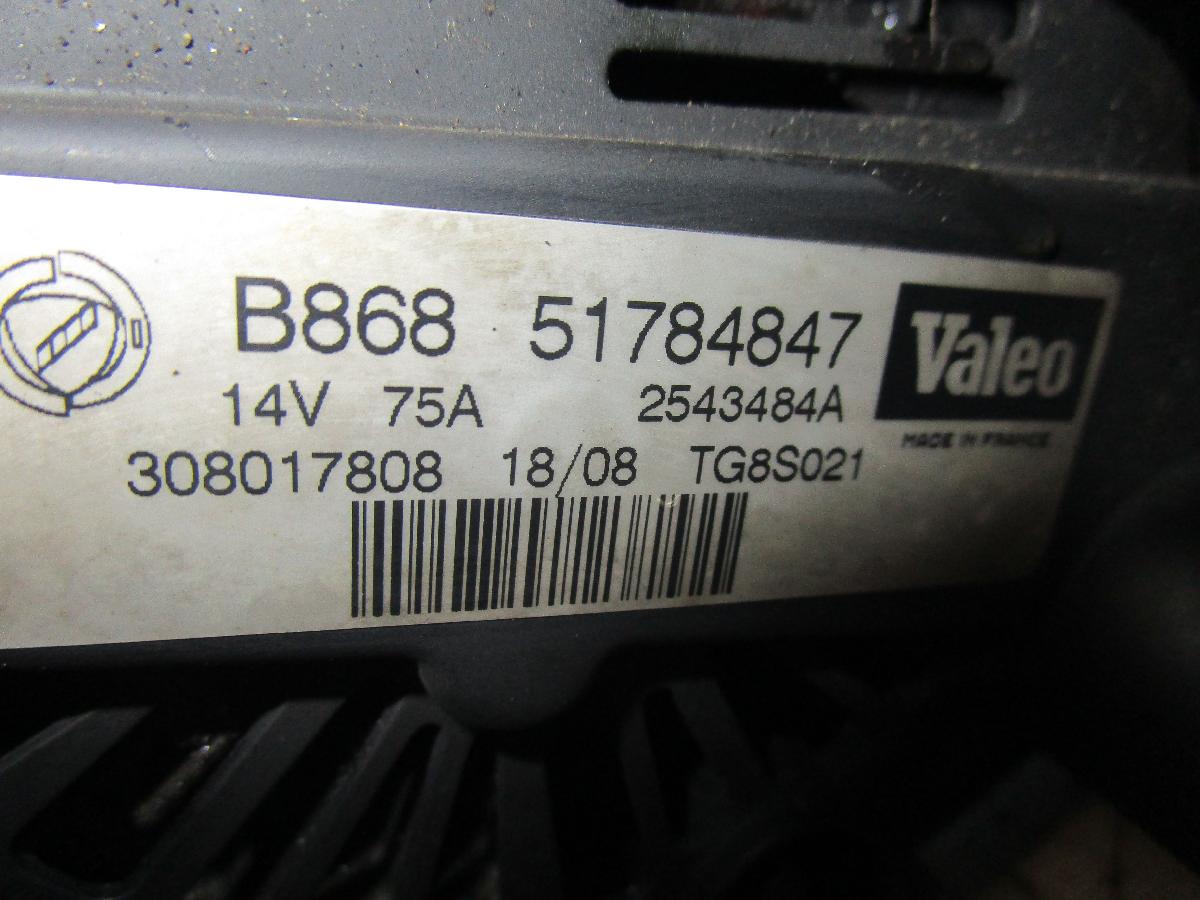 B868 51784847 Valeo
14V 75A 2543484A
MADE IN FRANCE
308017808 18/08 TG8S021